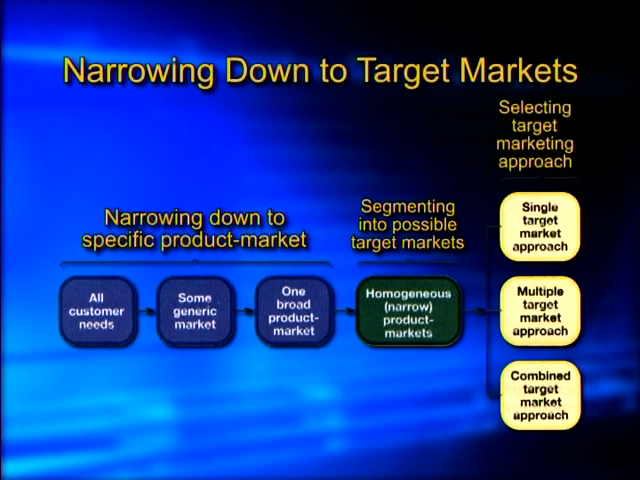 Narrowing Down to Target Markets
Selecting
target
marketing
approach
Narrowing down to
specific product-market
Segmenting
into possible
target markets
All
customer
needs
Some
generic
market
One
broad
product-
market
Homogeneous
(narrow)
product-
markets
Single
target
market
approach
Multiple
target
market
approach
Combined
target
market
approach